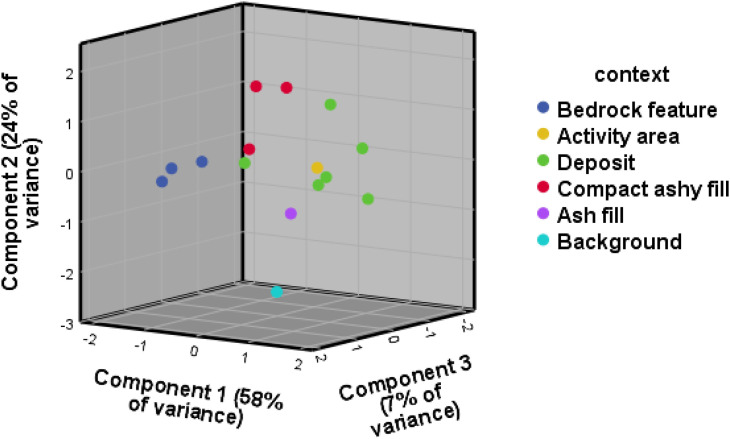 Component 2 (24% of
variance)
2
1
0
-1
-2
-3
-2
-1
0
1
2
Component 1 (58%
of variance)
2
1
0
-1
-2
Component 3
(7% of
variance)
context
Bedrock feature
Activity area
Deposit
Compact ashy fill
Ash fill
Background